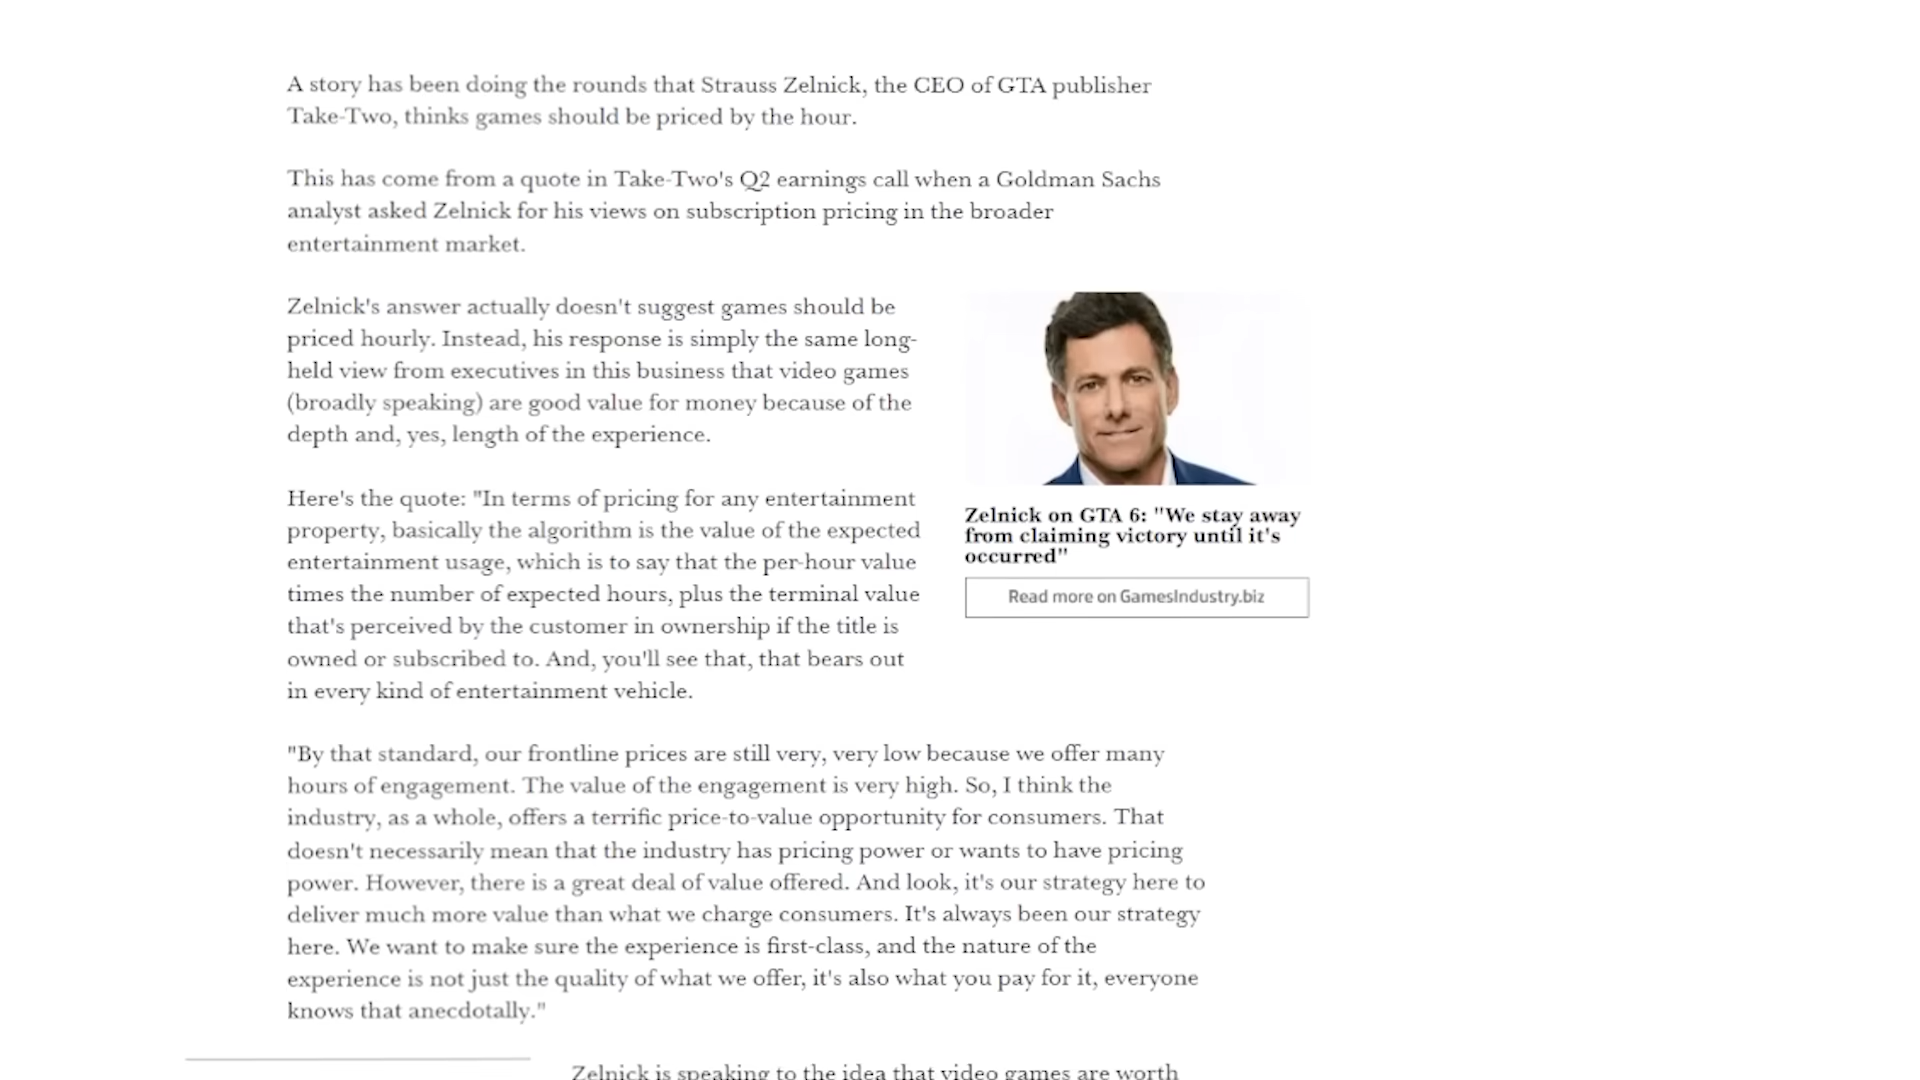 A story has been doing the rounds that Strauss Zelnick, the CEO of GTA publisher
Take-Two, thinks games should be priced by the hour.
This has come from a quote in Take-Two's Q2 earnings call when a Goldman Sachs
analyst asked Zelnick for his views on subscription pricing in the broader
entertainment market.
Zelnick's answer actually doesn't suggest games should be
priced hourly. Instead, his response is simply the same long-
held view from executives in this business that video games
(broadly speaking) are good value for money because of the
depth and, yes, length of the experience.
Here's the quote: "In terms of pricing for any entertainment
property, basically the algorithm is the value of the expected
entertainment usage, which is to say that the per-hour value
times the number of expected hours, plus the terminal value
that's perceived by the customer in ownership if the title is
owned or subscribed to. And, you'll see that, that bears out
in every kind of entertainment vehicle.
Zelnick on GTA 6: "We stay away
from claiming victory until it's
occurred"
Read more on GamesIndustry.biz
"By that standard, our frontline prices are still very, very low because we offer many
hours of engagement. The value of the engagement is very high. So, I think the
industry, as a whole, offers a terrific price-to-value opportunity for consumers. That
doesn't necessarily mean that the industry has pricing power or wants to have pricing
power. However, there is a great deal of value offered. And look, it's our strategy here to
deliver much more value than what we charge consumers. It's always been our strategy
here. We want to make sure the experience is first-class, and the nature of the
experience is not just the quality of what we offer, it's also what you pay for it, everyone
knows that anecdotally."
Zelnick is speaking to the idea that video games are worth